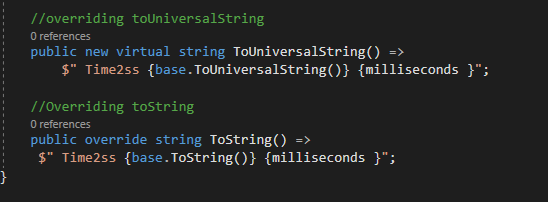 //overriding toUniversalString
0 references
public new virtual string ToUniversalString() =>
$" Time2ss {base.ToUniversalString()} {milliseconds }";
//Overriding toString
0 references
public override string ToString() =>
$" Time2ss {base.ToString()} {milliseconds }";
}